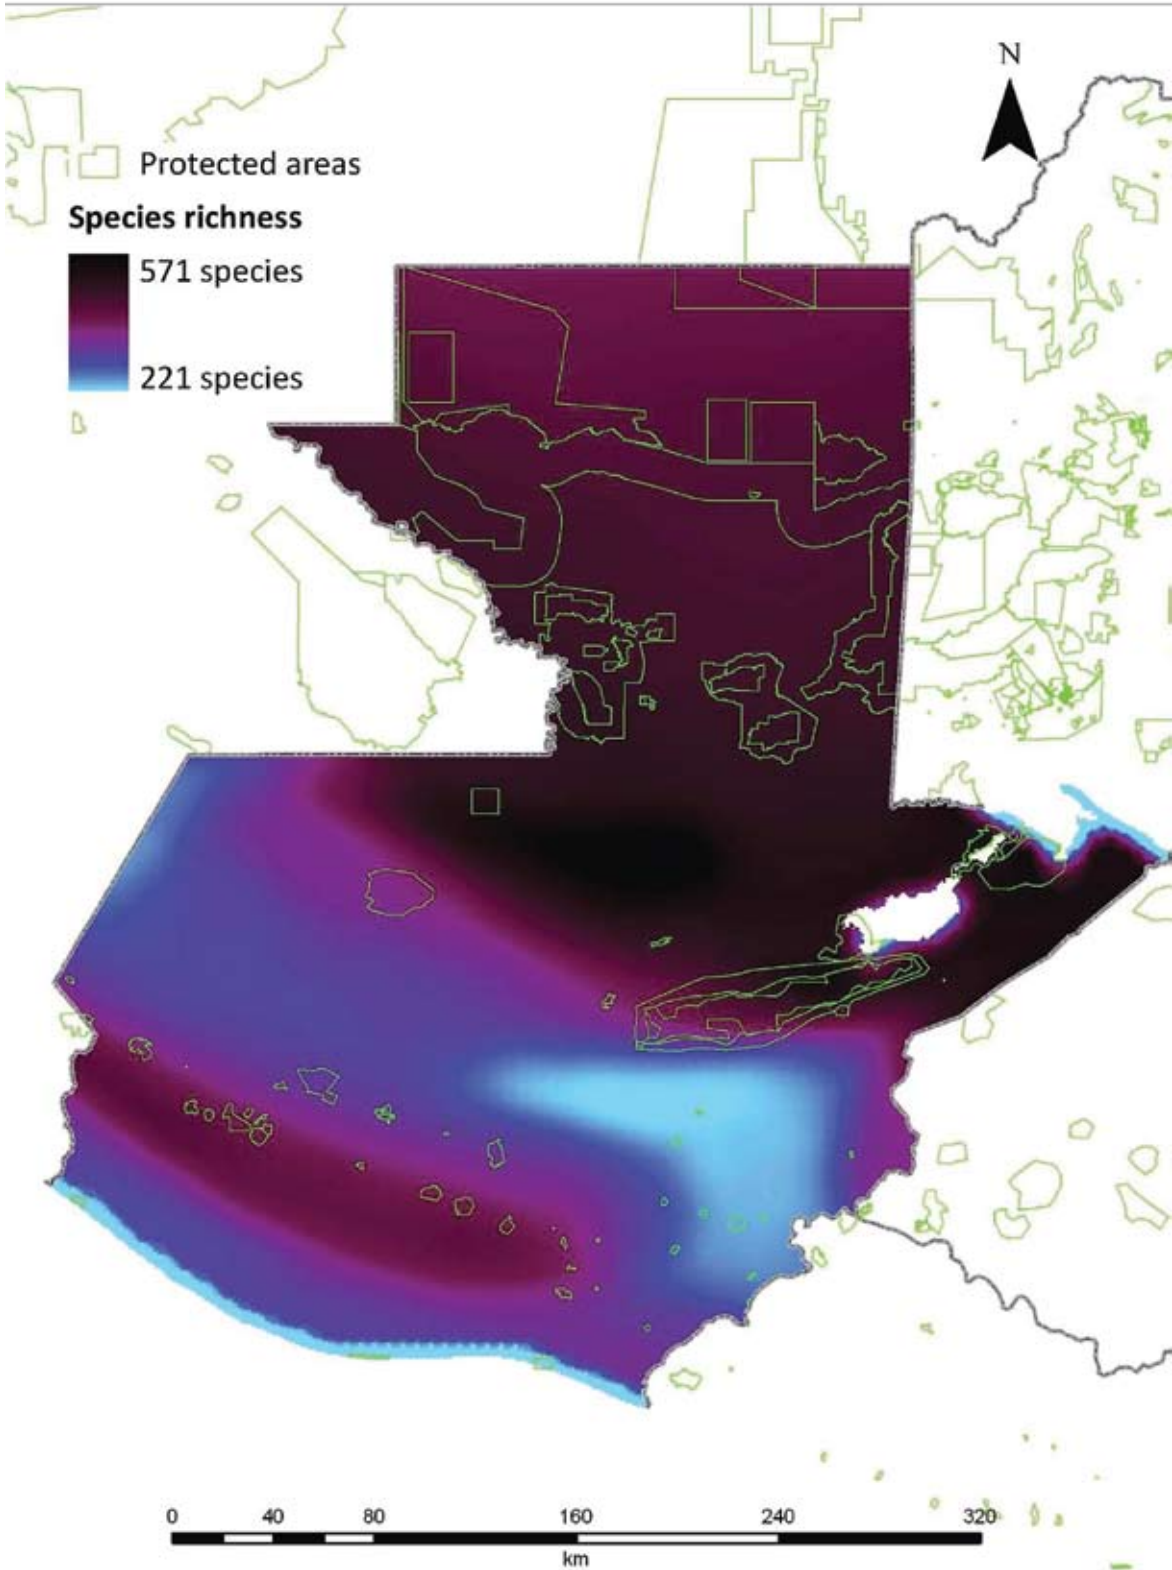 N
Protected areas
Species richness
571 species
221 species
0 40 80 160 240 320
km